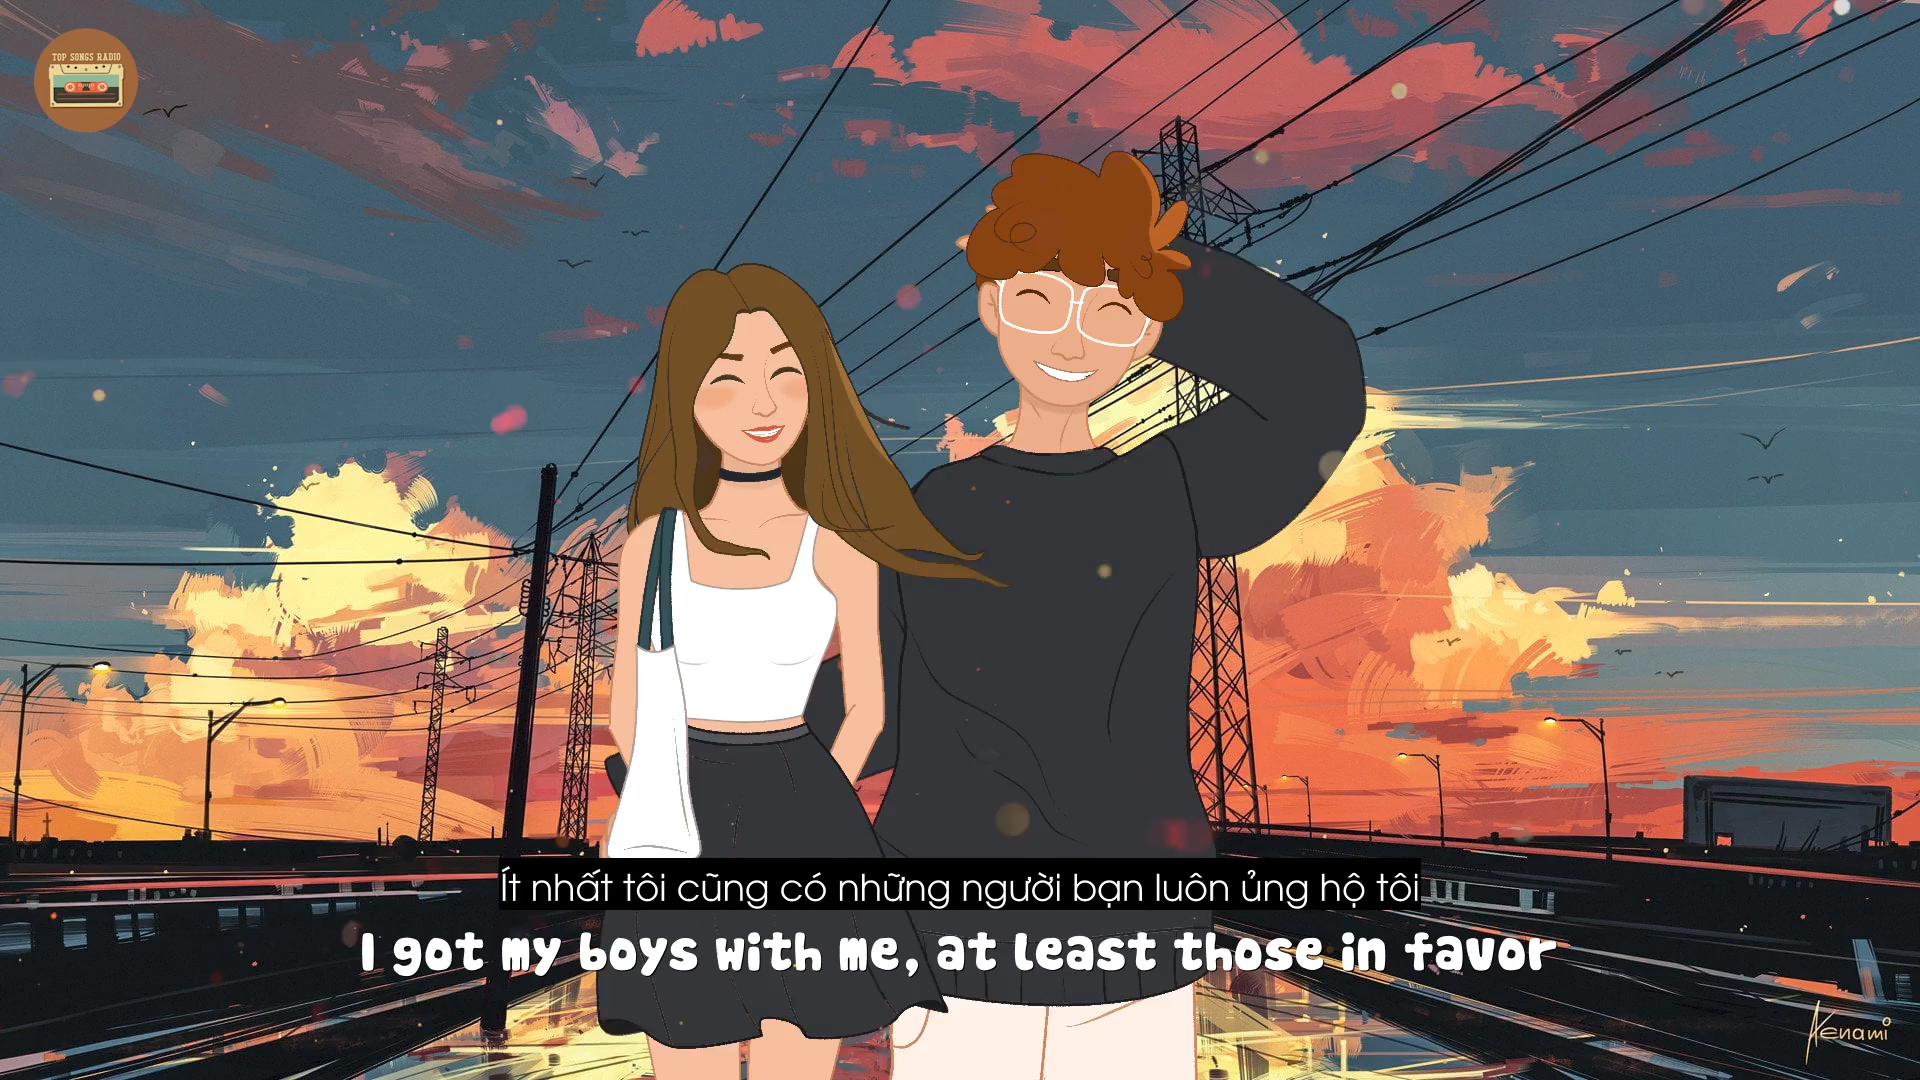 TOP SONGS RADIO
Ít nhất tôi cũng có những người bạn luôn ủng hộ tôi
I got my boys with me, at least those in favor
Aenami